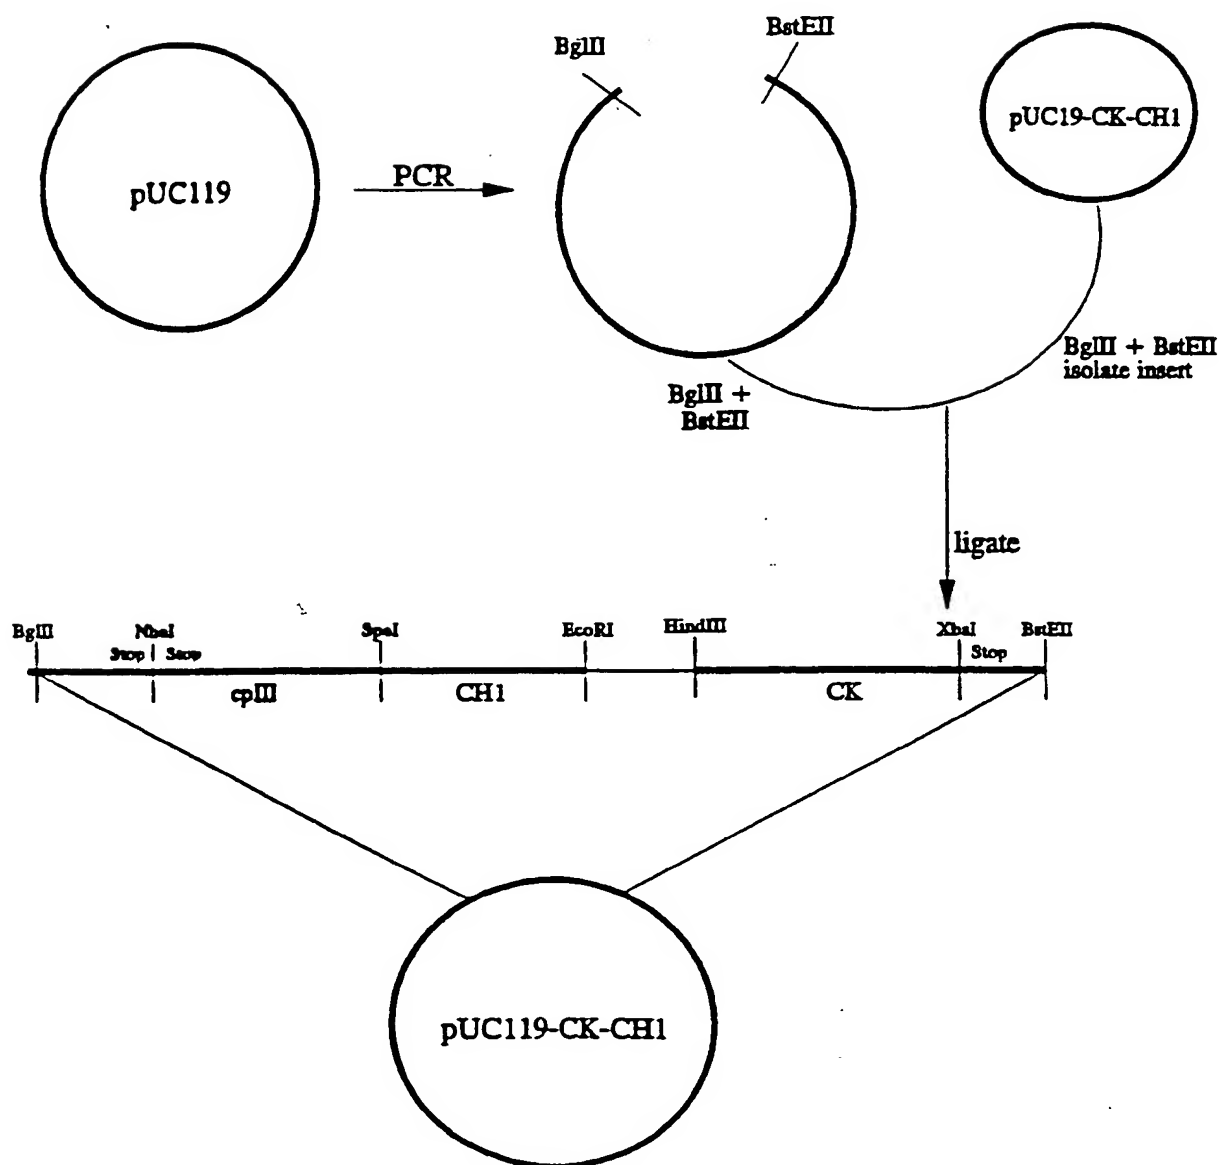 BglII
BstEII
pUC119
PCR
pUC19-CK-CH1
BglII +
BstEII
BglII + BstEII
isolate insert
ligate
BglII
NheI
SpeI
EcoRI
HindIII
XbaI
BstEII
Stop
Stop
Stop
cpIII
CH1
CK
pUC119-CK-CH1